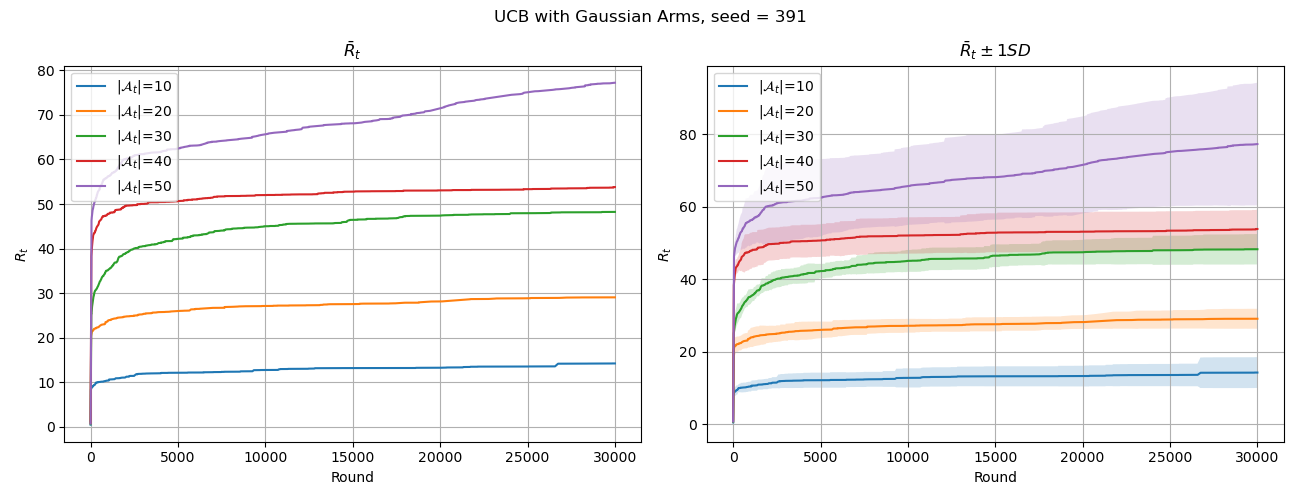 UCB with Gaussian Arms, seed = 391
R̄ₜ
80
70
60
50
40
30
20
10
0
Rₜ
|𝒜ₜ|=10
|𝒜ₜ|=20
|𝒜ₜ|=30
|𝒜ₜ|=40
|𝒜ₜ|=50
0 5000 10000 15000 20000 25000 30000
Round
R̄ₜ ± 1SD
80
60
40
20
0
Rₜ
|𝒜ₜ|=10
|𝒜ₜ|=20
|𝒜ₜ|=30
|𝒜ₜ|=40
|𝒜ₜ|=50
0 5000 10000 15000 20000 25000 30000
Round